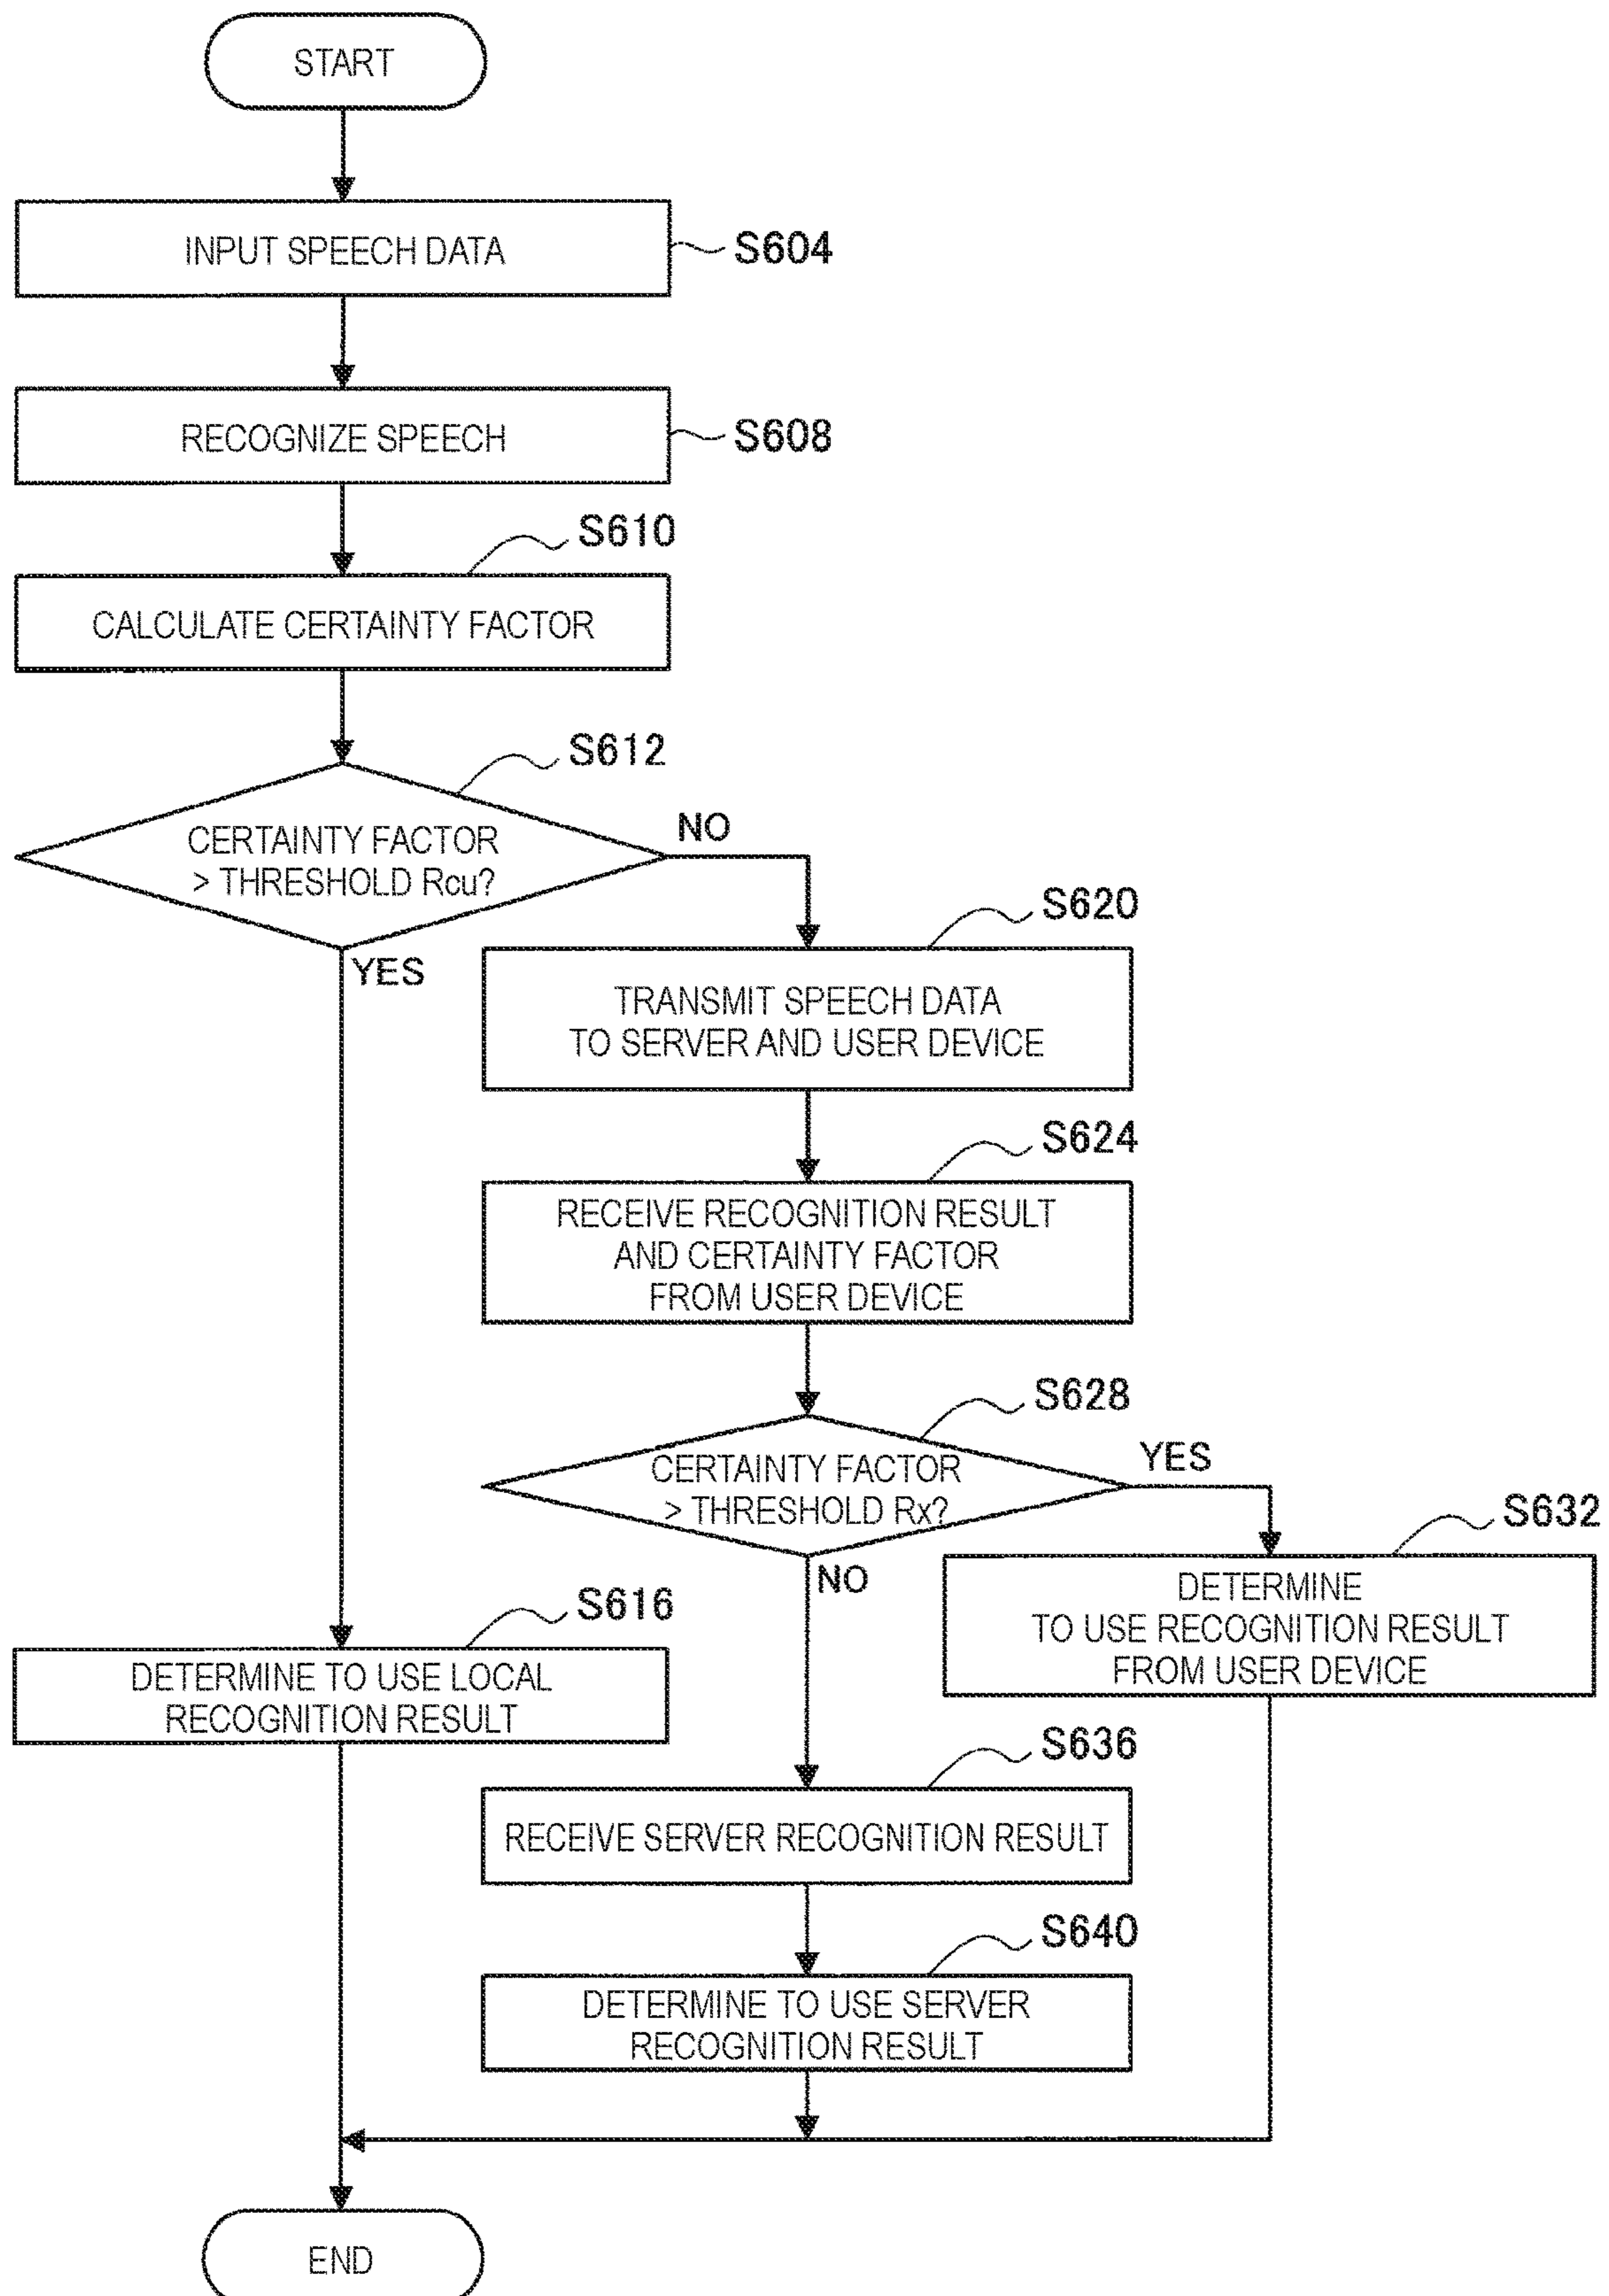 START
INPUT SPEECH DATA
S604
RECOGNIZE SPEECH
S608
S610
CALCULATE CERTAINTY FACTOR
S612
CERTAINTY FACTOR
> THRESHOLD Rcu?
NO
YES
S620
TRANSMIT SPEECH DATA
TO SERVER AND USER DEVICE
S624
RECEIVE RECOGNITION RESULT
AND CERTAINTY FACTOR
FROM USER DEVICE
S628
CERTAINTY FACTOR
> THRESHOLD Rx?
YES
NO
S632
DETERMINE
TO USE RECOGNITION RESULT
FROM USER DEVICE
S616
DETERMINE TO USE LOCAL
RECOGNITION RESULT
S636
RECEIVE SERVER RECOGNITION RESULT
S640
DETERMINE TO USE SERVER
RECOGNITION RESULT
END